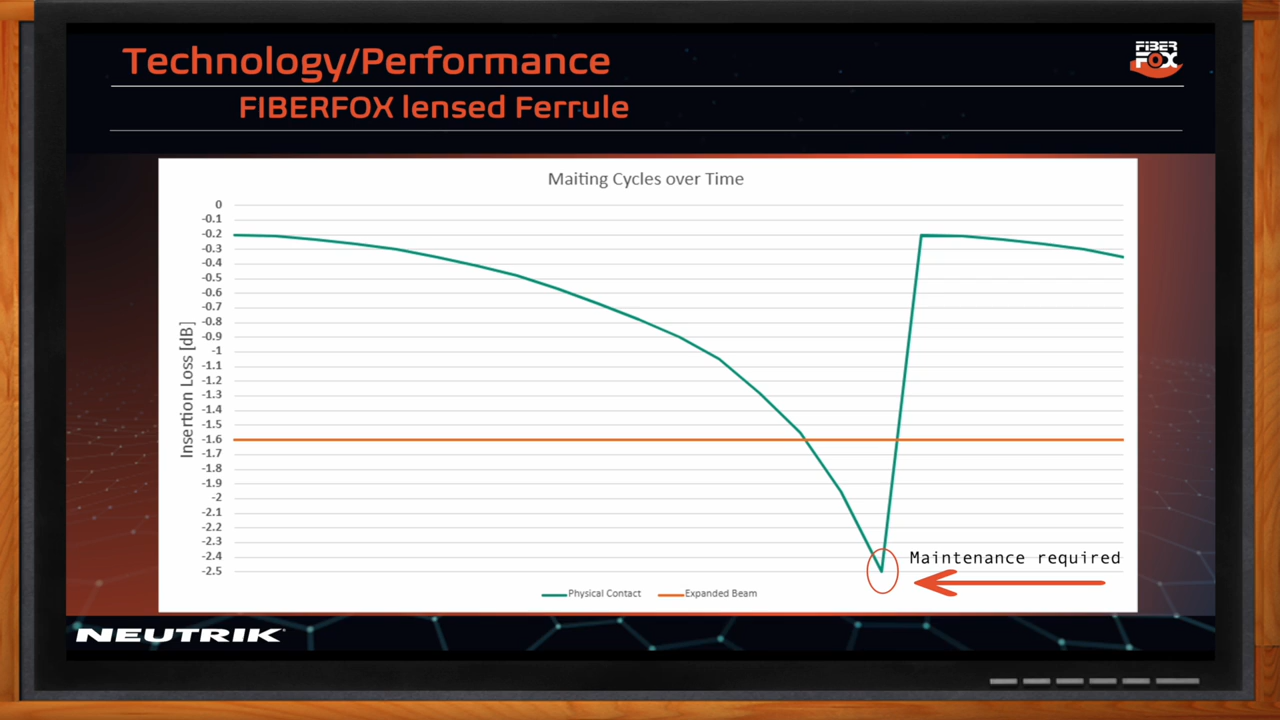 Technology/Performance
FIBER
FOX
FIBERFOX lensed Ferrule
Maiting Cycles over Time
Insertion Loss [dB]
0
-0.1
-0.2
-0.3
-0.4
-0.5
-0.6
-0.7
-0.8
-0.9
-1
-1.1
-1.2
-1.3
-1.4
-1.5
-1.6
-1.7
-1.8
-1.9
-2
-2.1
-2.2
-2.3
-2.4
-2.5
Maintenance required
Physical Contact
Expanded Beam
NEUTRIK